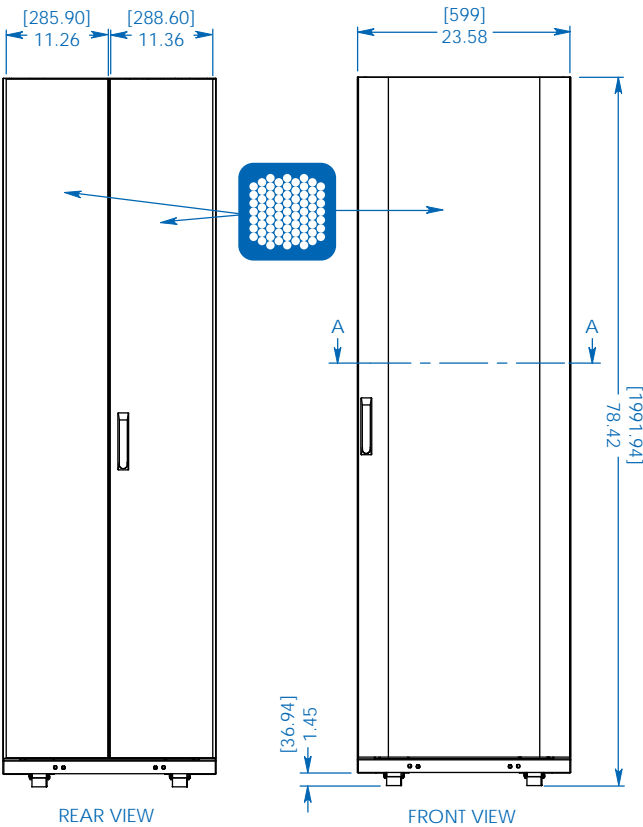 [285.90]
11.26
[288.60]
11.36
[599]
23.58
A
A
[1991.94]
78.42
[36.94]
1.45
REAR VIEW
FRONT VIEW